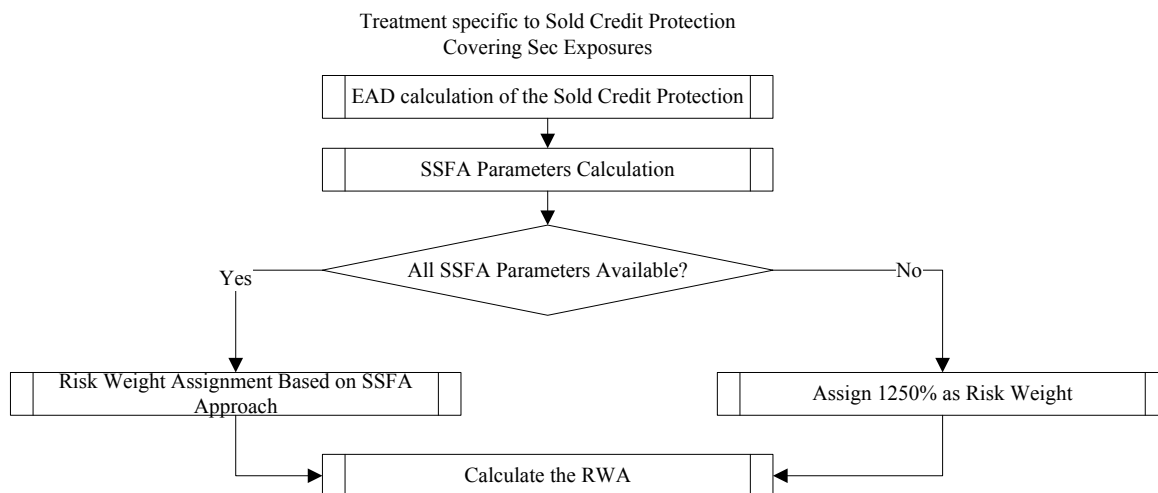 Treatment specific to Sold Credit Protection
Covering Sec Exposures
EAD calculation of the Sold Credit Protection
SSFA Parameters Calculation
All SSFA Parameters Available?
Yes
No
Risk Weight Assignment Based on SSFA
Approach
Assign 1250% as Risk Weight
Calculate the RWA